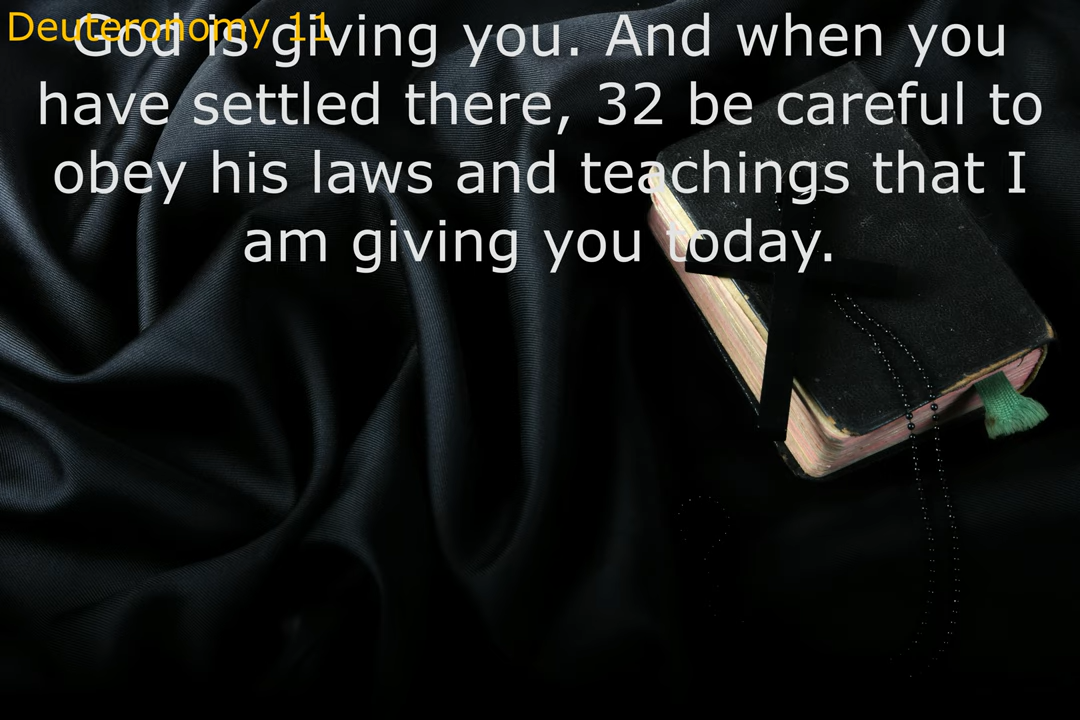 Deuteronomy 11
God is giving you. And when you
have settled there, 32 be careful to
obey his laws and teachings that I
am giving you today.